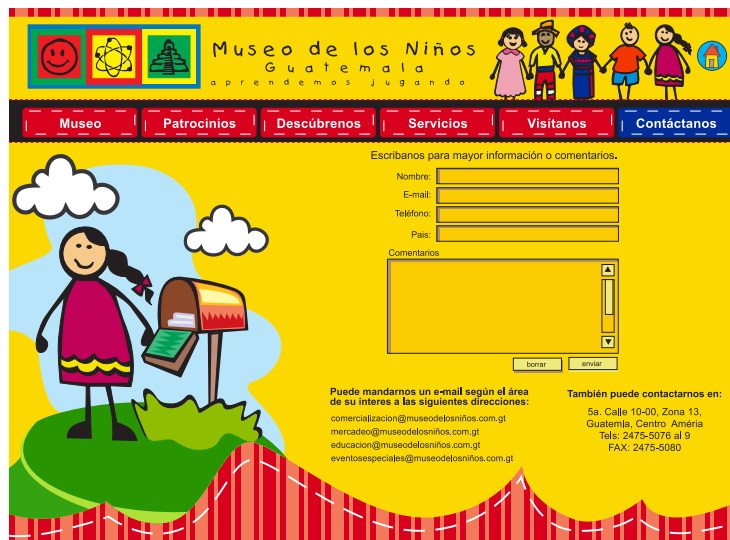 Museo de los Niños
Guatemala
aprendemos jugando
Museo
Patrocinios
Descúbrenos
Servicios
Visítanos
Contáctanos
Escribanos para mayor información o comentarios.
Nombre:
E-mail:
Teléfono:
Pais:
Comentarios
borrar
enviar
Puede mandarnos un e-mail según el área
de su interes a las siguientes direcciones:
comercializacion@museodelosniños.com.gt
mercadeo@museodelosniños.com.gt
educacion@museodelosniños.com.gt
eventosespeciales@museodelosniños.com.gt
También puede contactarnos en:
5a. Calle 10-00, Zona 13,
Guatemla, Centro Améria
Tels: 2475-5076 al 9
FAX: 2475-5080